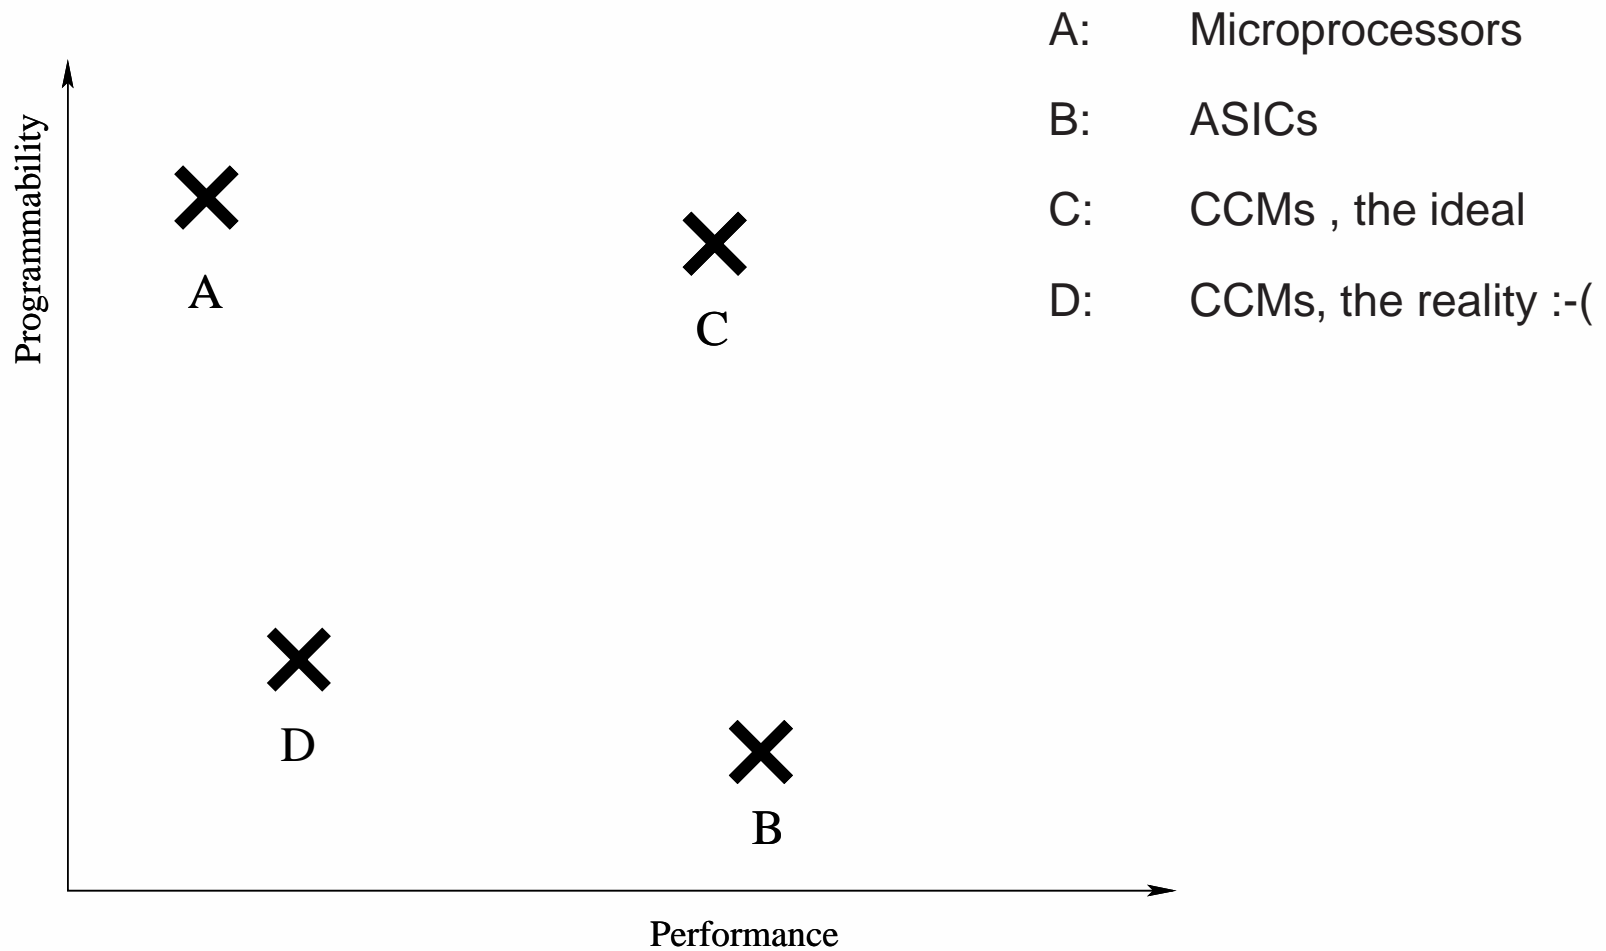 A: Microprocessors
B: ASICs
C: CCMs , the ideal
D: CCMs, the reality :-(
Programmability
A
C
D
B
Performance